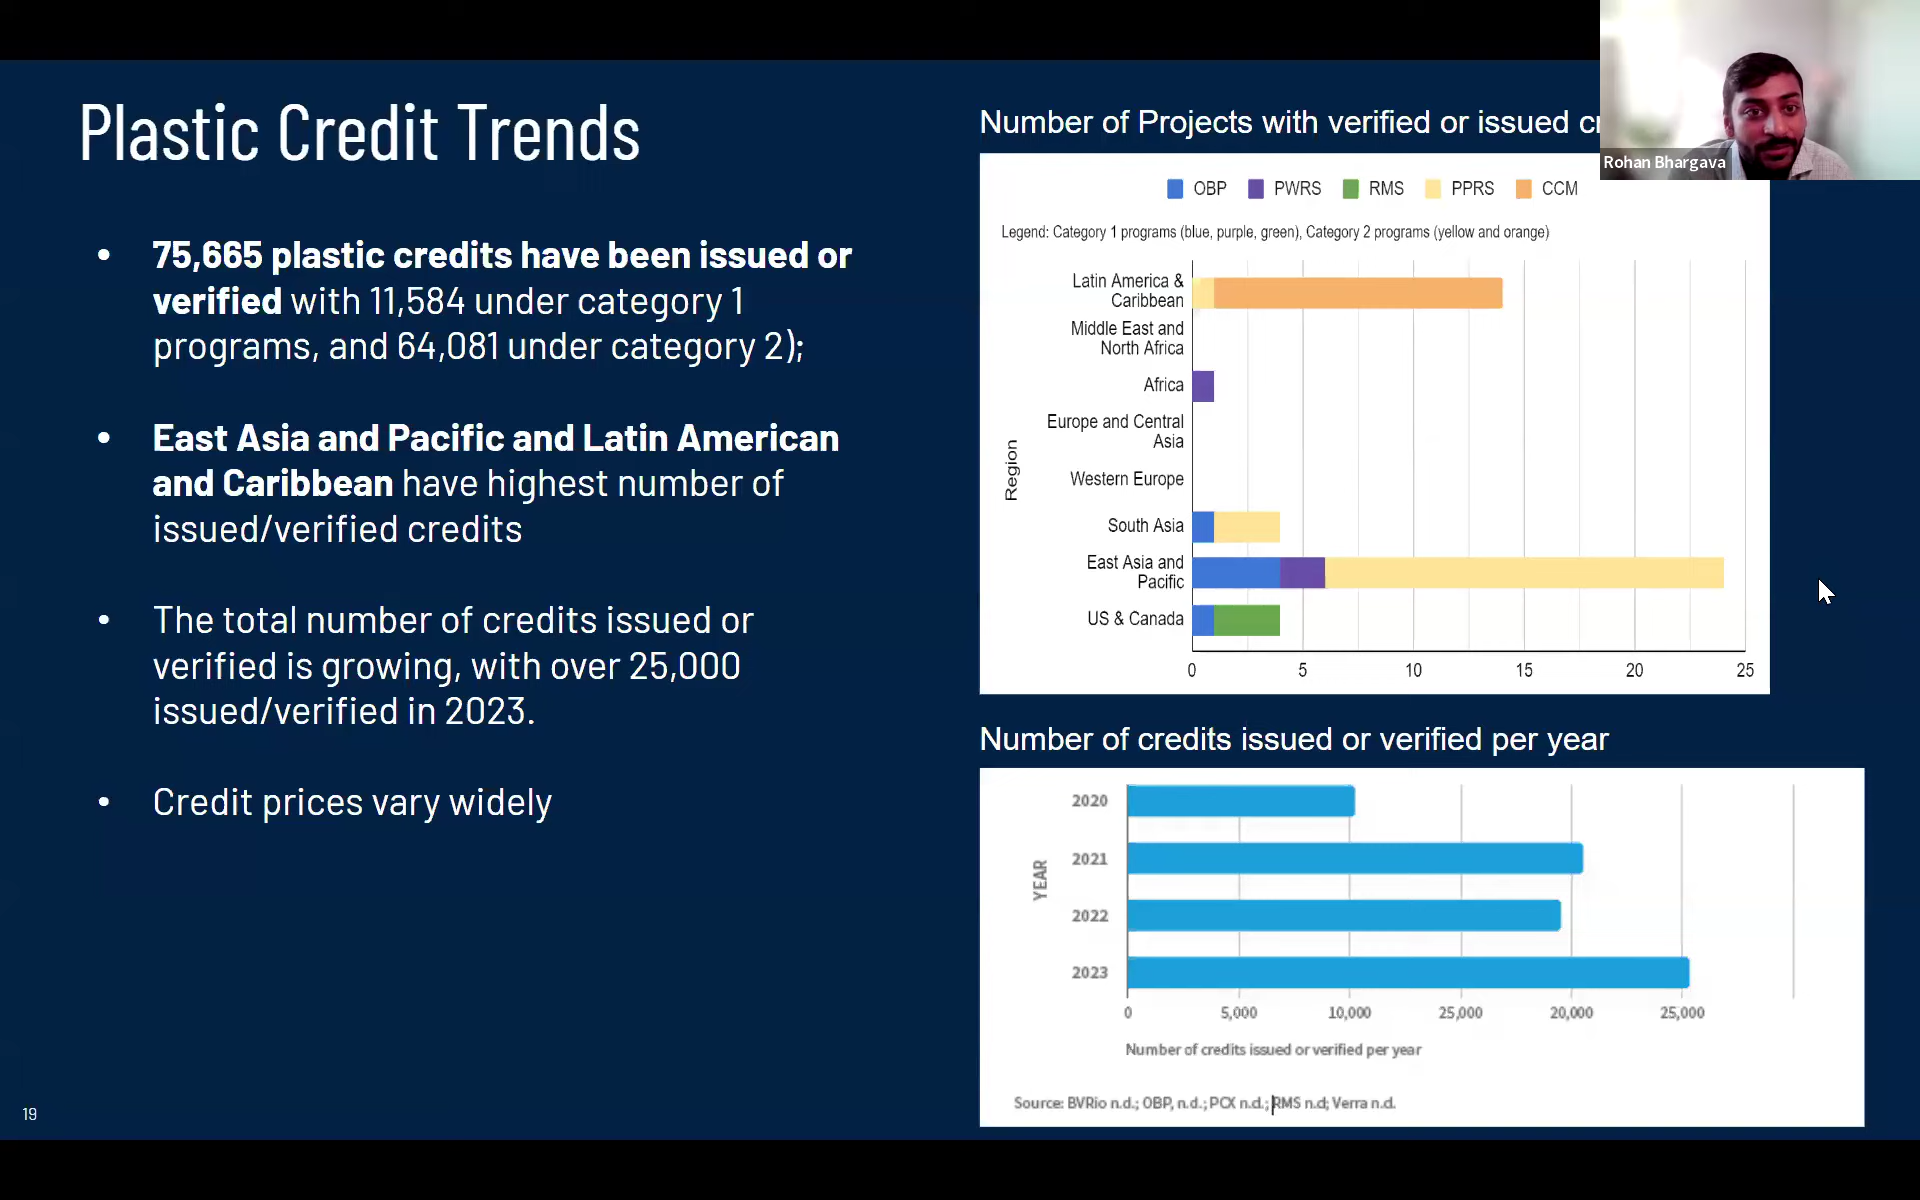 Plastic Credit Trends
• 75,665 plastic credits have been issued or
verified with 11,584 under category 1
programs, and 64,081 under category 2);
• East Asia and Pacific and Latin American
and Caribbean have highest number of
issued/verified credits
• The total number of credits issued or
verified is growing, with over 25,000
issued/verified in 2023.
• Credit prices vary widely
19
Number of Projects with verified or issued
Rohan Bhargava
OBP PWRS RMS PPRS CCM
Legend: Category 1 programs (blue, purple, green), Category 2 programs (yellow and orange)
Region
Latin America &
Caribbean
Middle East and
North Africa
Africa
Europe and Central
Asia
Western Europe
South Asia
East Asia and
Pacific
US & Canada
0 5 10 15 20 25
Number of credits issued or verified per year
YEAR
2020
2021
2022
2023
0 5,000 10,000 25,000 20,000 25,000
Number of credits issued or verified per year
Source: BVRio n.d.; OBP, n.d.; PCX n.d.; RMS n.d; Verra n.d.